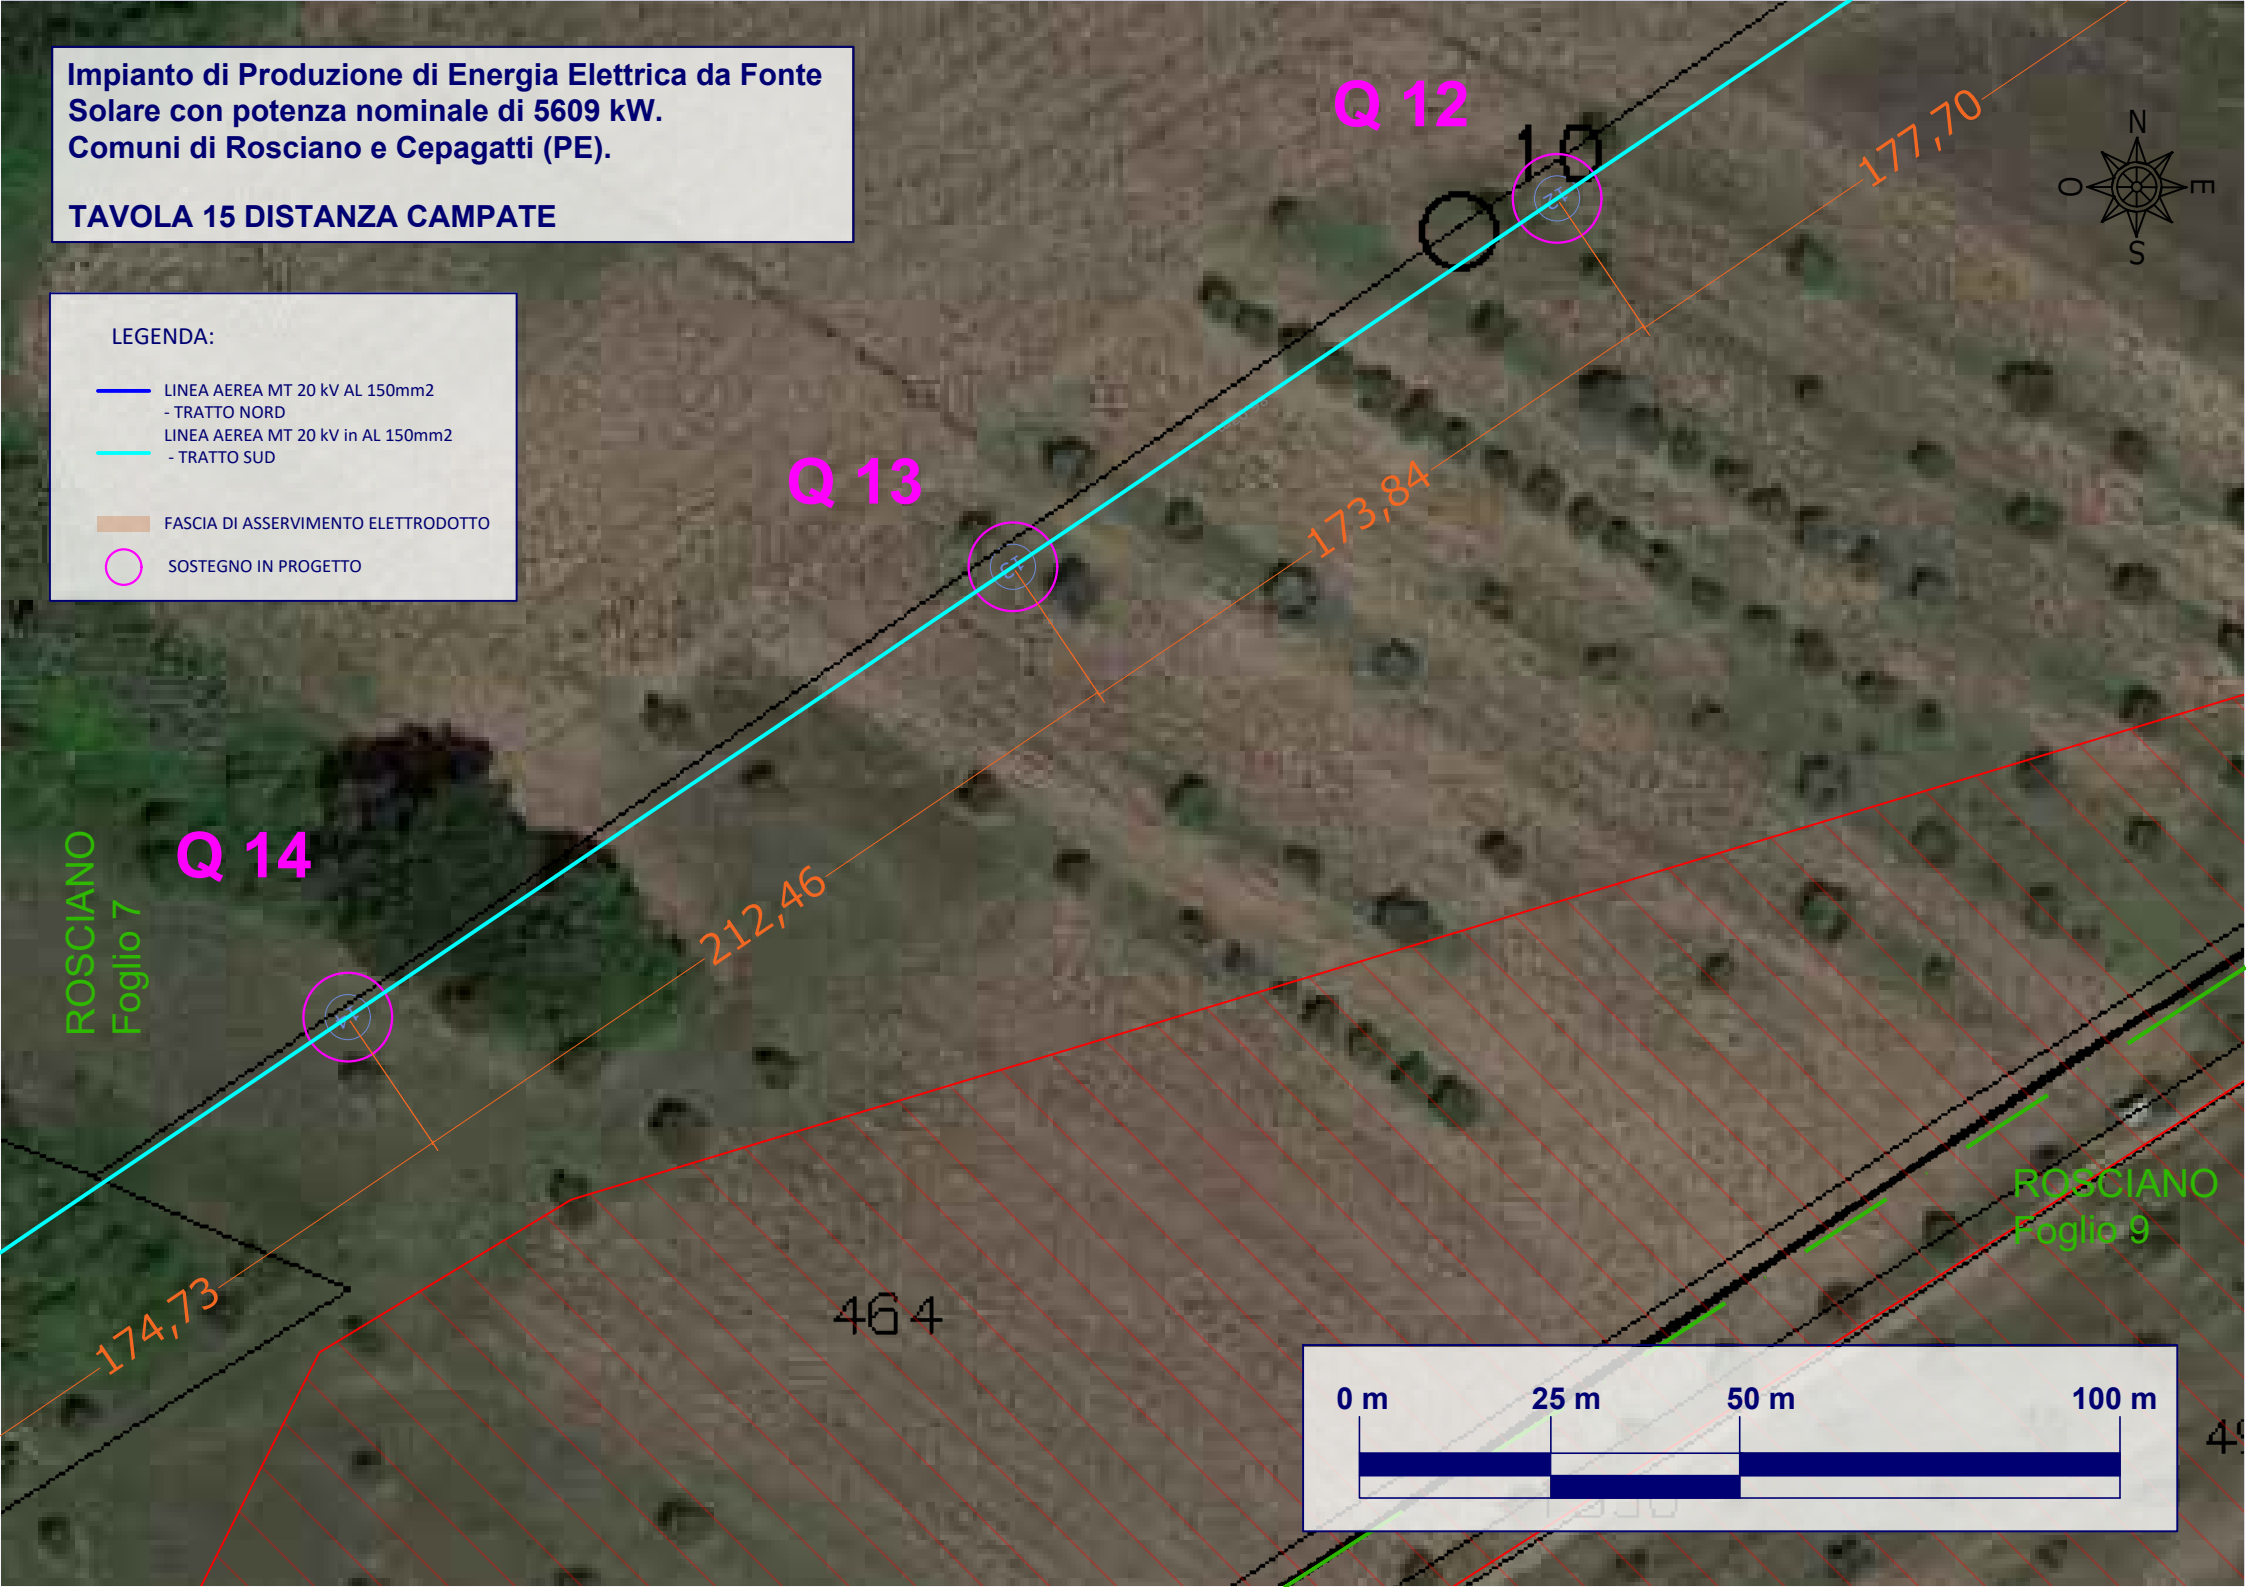 Impianto di Produzione di Energia Elettrica da Fonte
Solare con potenza nominale di 5609 kW.
Comuni di Rosciano e Cepagatti (PE).
TAVOLA 15 DISTANZA CAMPATE
LEGENDA:
LINEA AEREA MT 20 kV AL 150mm2
- TRATTO NORD
LINEA AEREA MT 20 kV in AL 150mm2
- TRATTO SUD
FASCIA DI ASSERVIMENTO ELETTRODOTTO
SOSTEGNO IN PROGETTO
Q 12
12
177,70
N
O
E
S
Q 13
13
173,84
Q 14
14
212,46
ROSCIANO
Foglio 7
174,73
464
ROSCIANO
Foglio 9
0 m 25 m 50 m 100 m